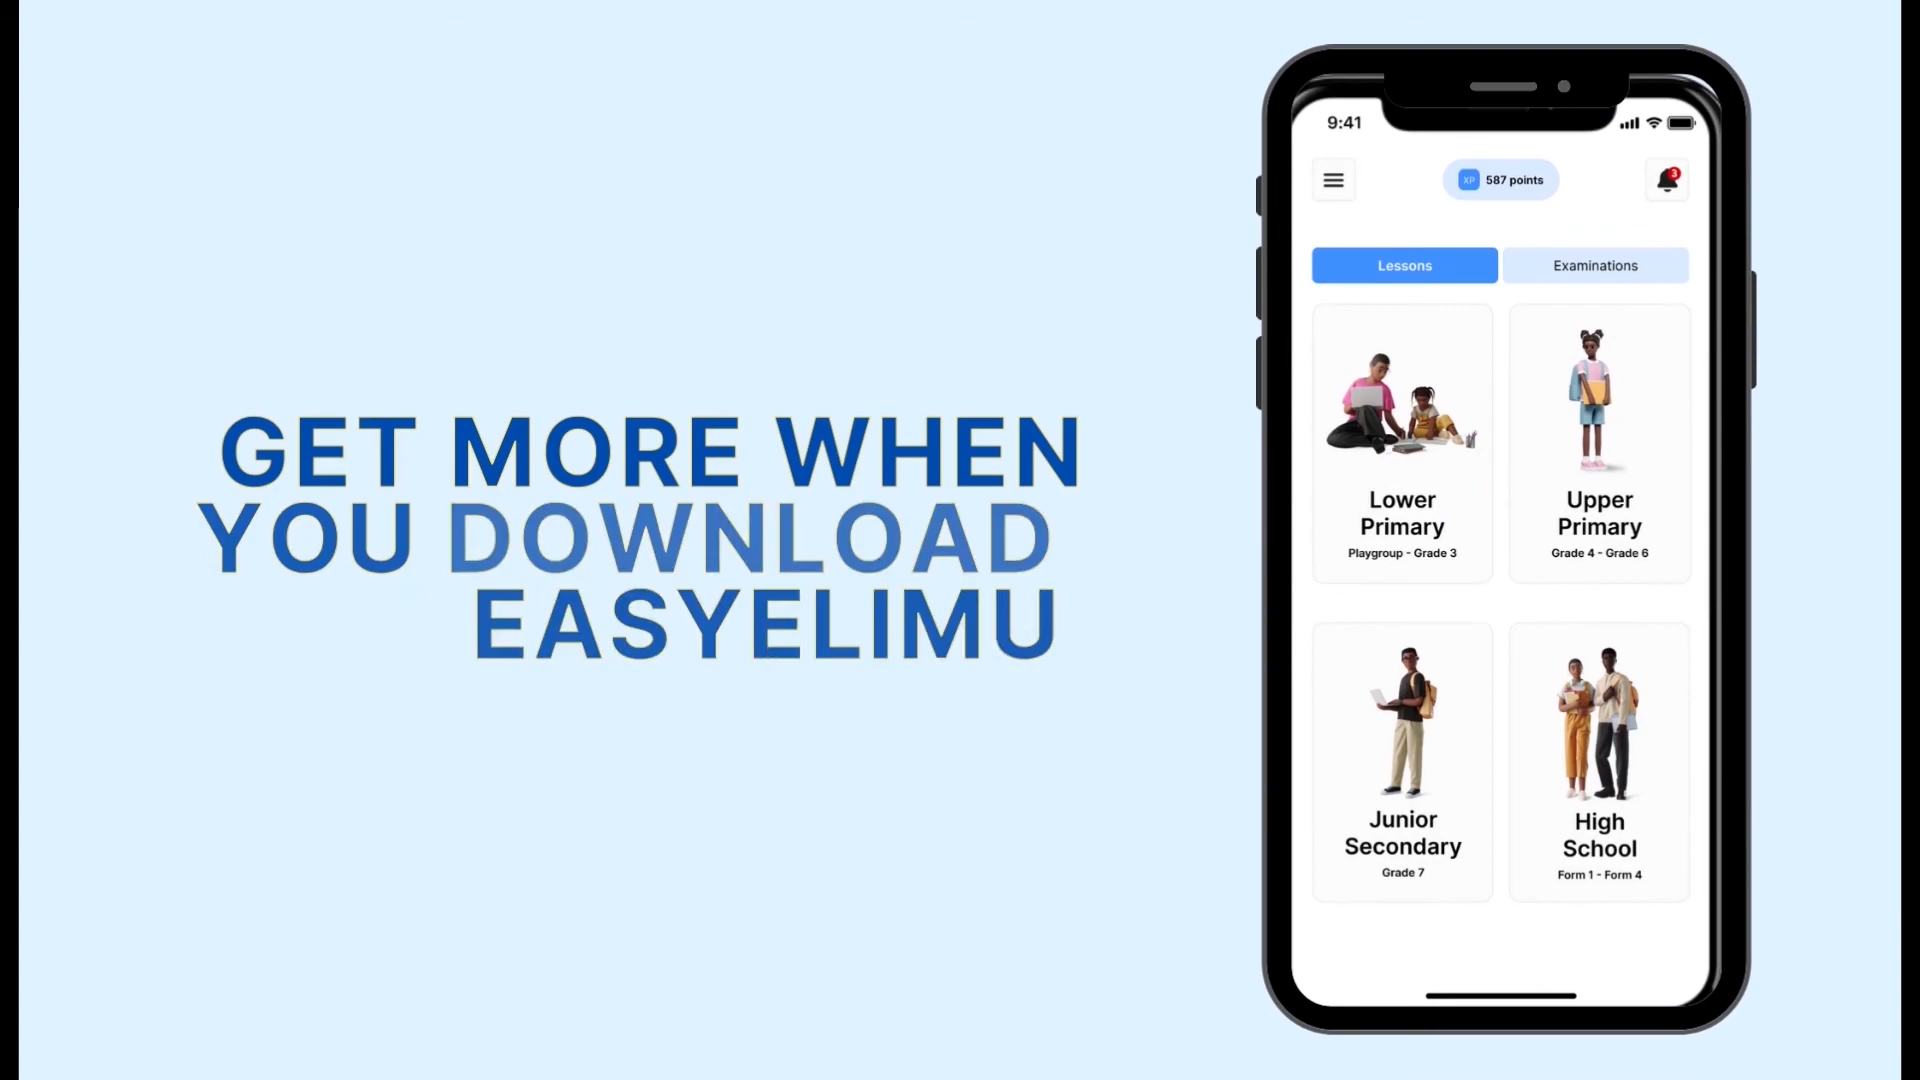 GET MORE WHEN
YOU DOWNLOAD
EASYELIMU
9:41
XP 587 points
3
Lessons
Examinations
Lower
Primary
Playgroup - Grade 3
Upper
Primary
Grade 4 - Grade 6
Junior
Secondary
Grade 7
High
School
Form 1 - Form 4